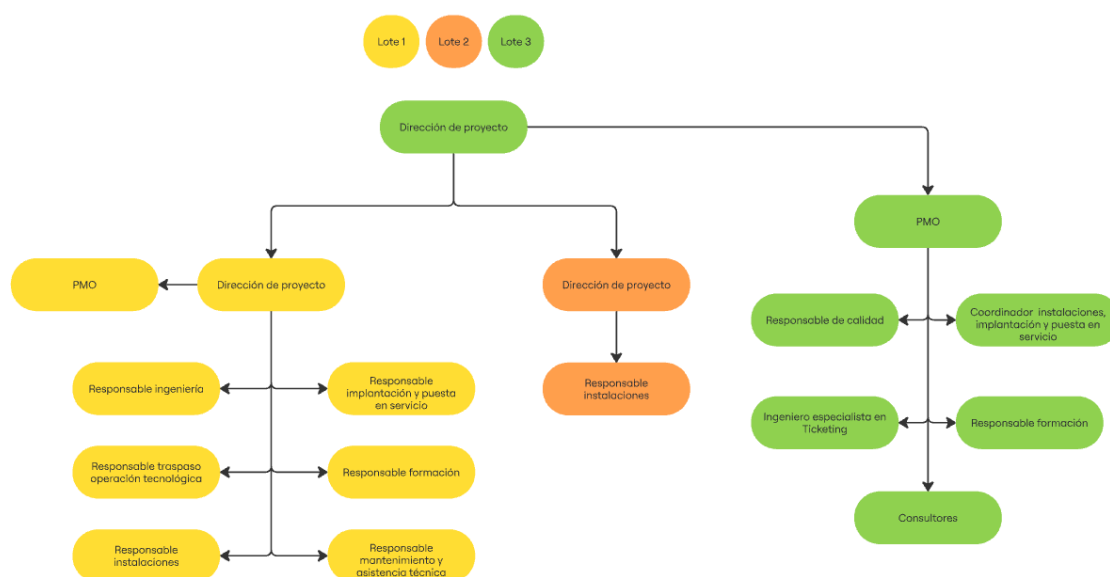 Lote 1
Lote 2
Lote 3
Dirección de proyecto
PMO
PMO
Dirección de proyecto
Dirección de proyecto
Responsable de calidad
Coordinador instalaciones,
implantación y puesta en
servicio
Responsable ingeniería
Responsable
implantación y puesta
en servicio
Responsable
instalaciones
Ingeniero especialista en
Ticketing
Responsable formación
Responsable traspaso
operación tecnológica
Responsable formación
Consultores
Responsable
instalaciones
Responsable
mantenimiento y
asistencia técnica